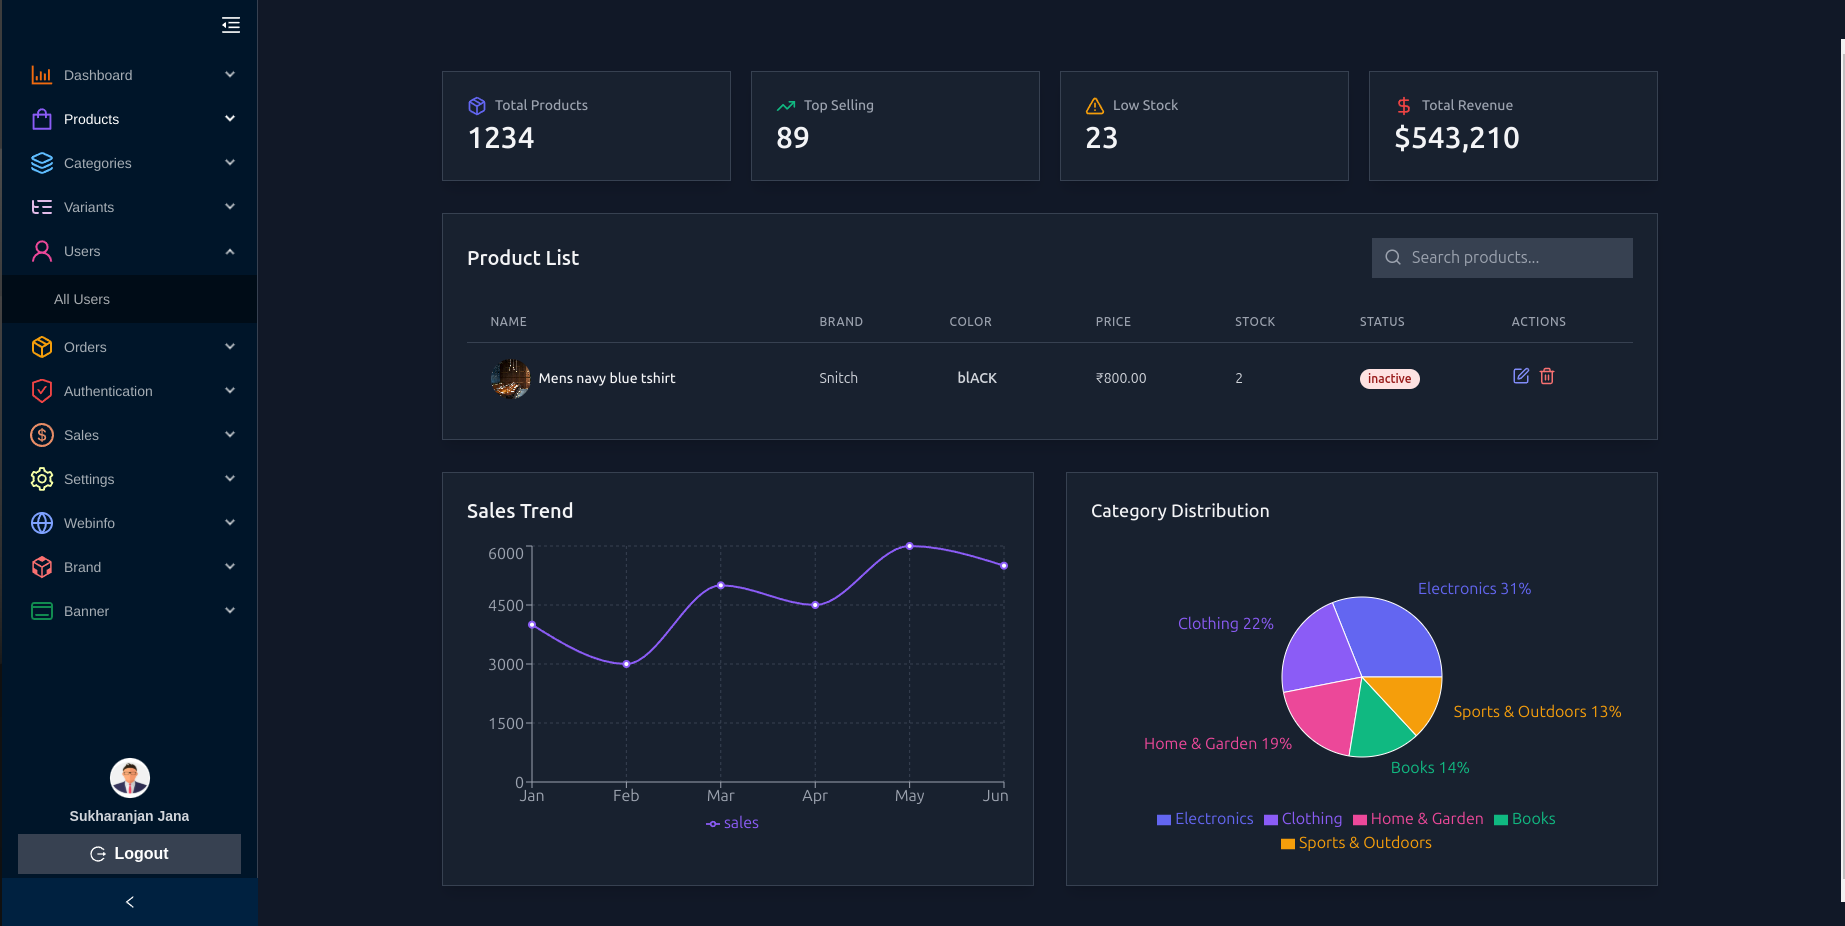 Dashboard
Products
Categories
Variants
Users
All Users
Orders
Authentication
Sales
Settings
Webinfo
Brand
Banner
Sukharanjan Jana
Logout
Total Products
1234
Top Selling
89
Low Stock
23
Total Revenue
$543,210
Product List
Search products...
NAME BRAND COLOR PRICE STOCK STATUS ACTIONS
Mens navy blue tshirt Snitch blACK ₹800.00 2 inactive
Sales Trend
6000
4500
3000
1500
0
Jan Feb Mar Apr May Jun
sales
Category Distribution
Electronics 31%
Clothing 22%
Sports & Outdoors 13%
Home & Garden 19%
Books 14%
Electronics Clothing Home & Garden Books
Sports & Outdoors